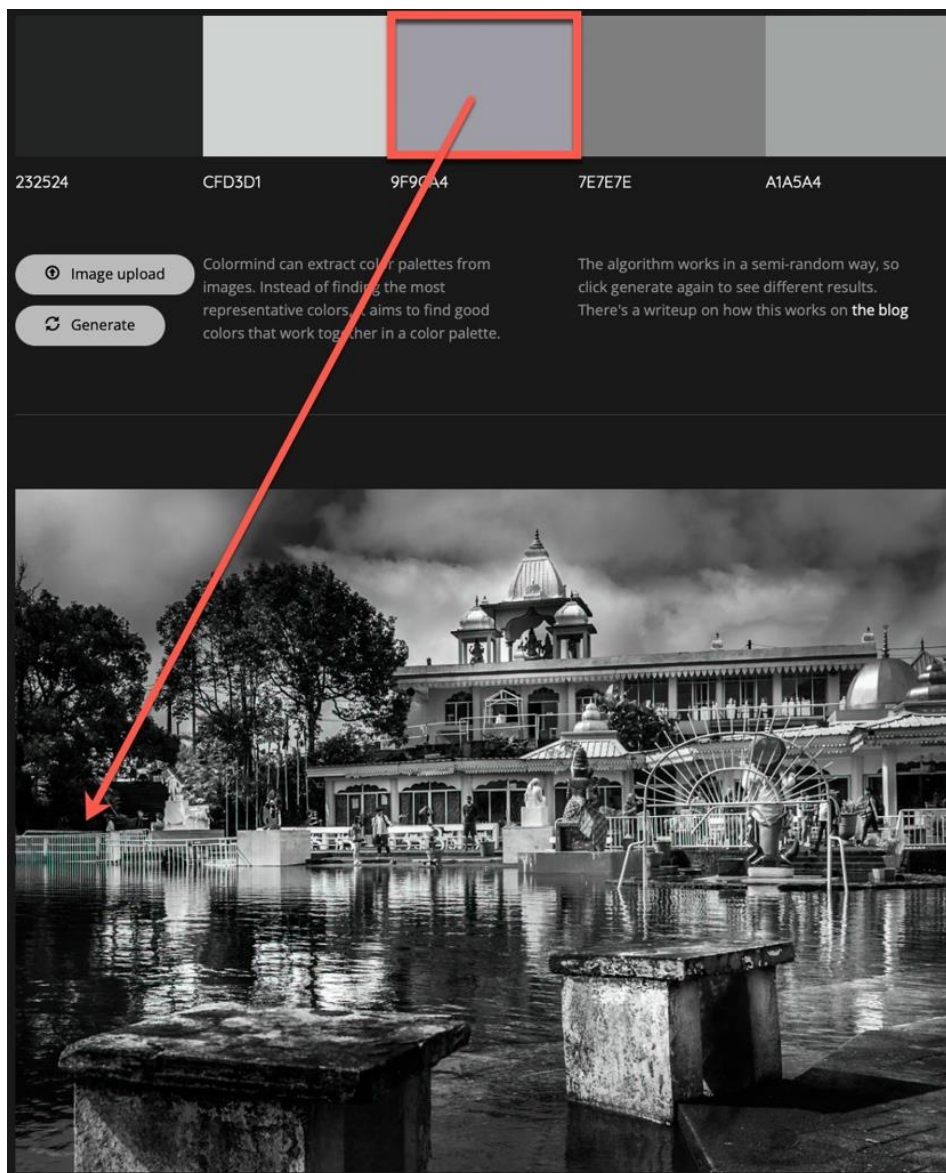 232524
CFD3D1
7E7E7E
A1A5A4
Image upload
Generate
Colormind can extract color palettes from
images. Instead of finding the most
representative colors, it aims to find good
colors that work together in a color palette.
The algorithm works in a semi-random way, so
click generate again to see different results.
There's a writeup on how this works on the blog